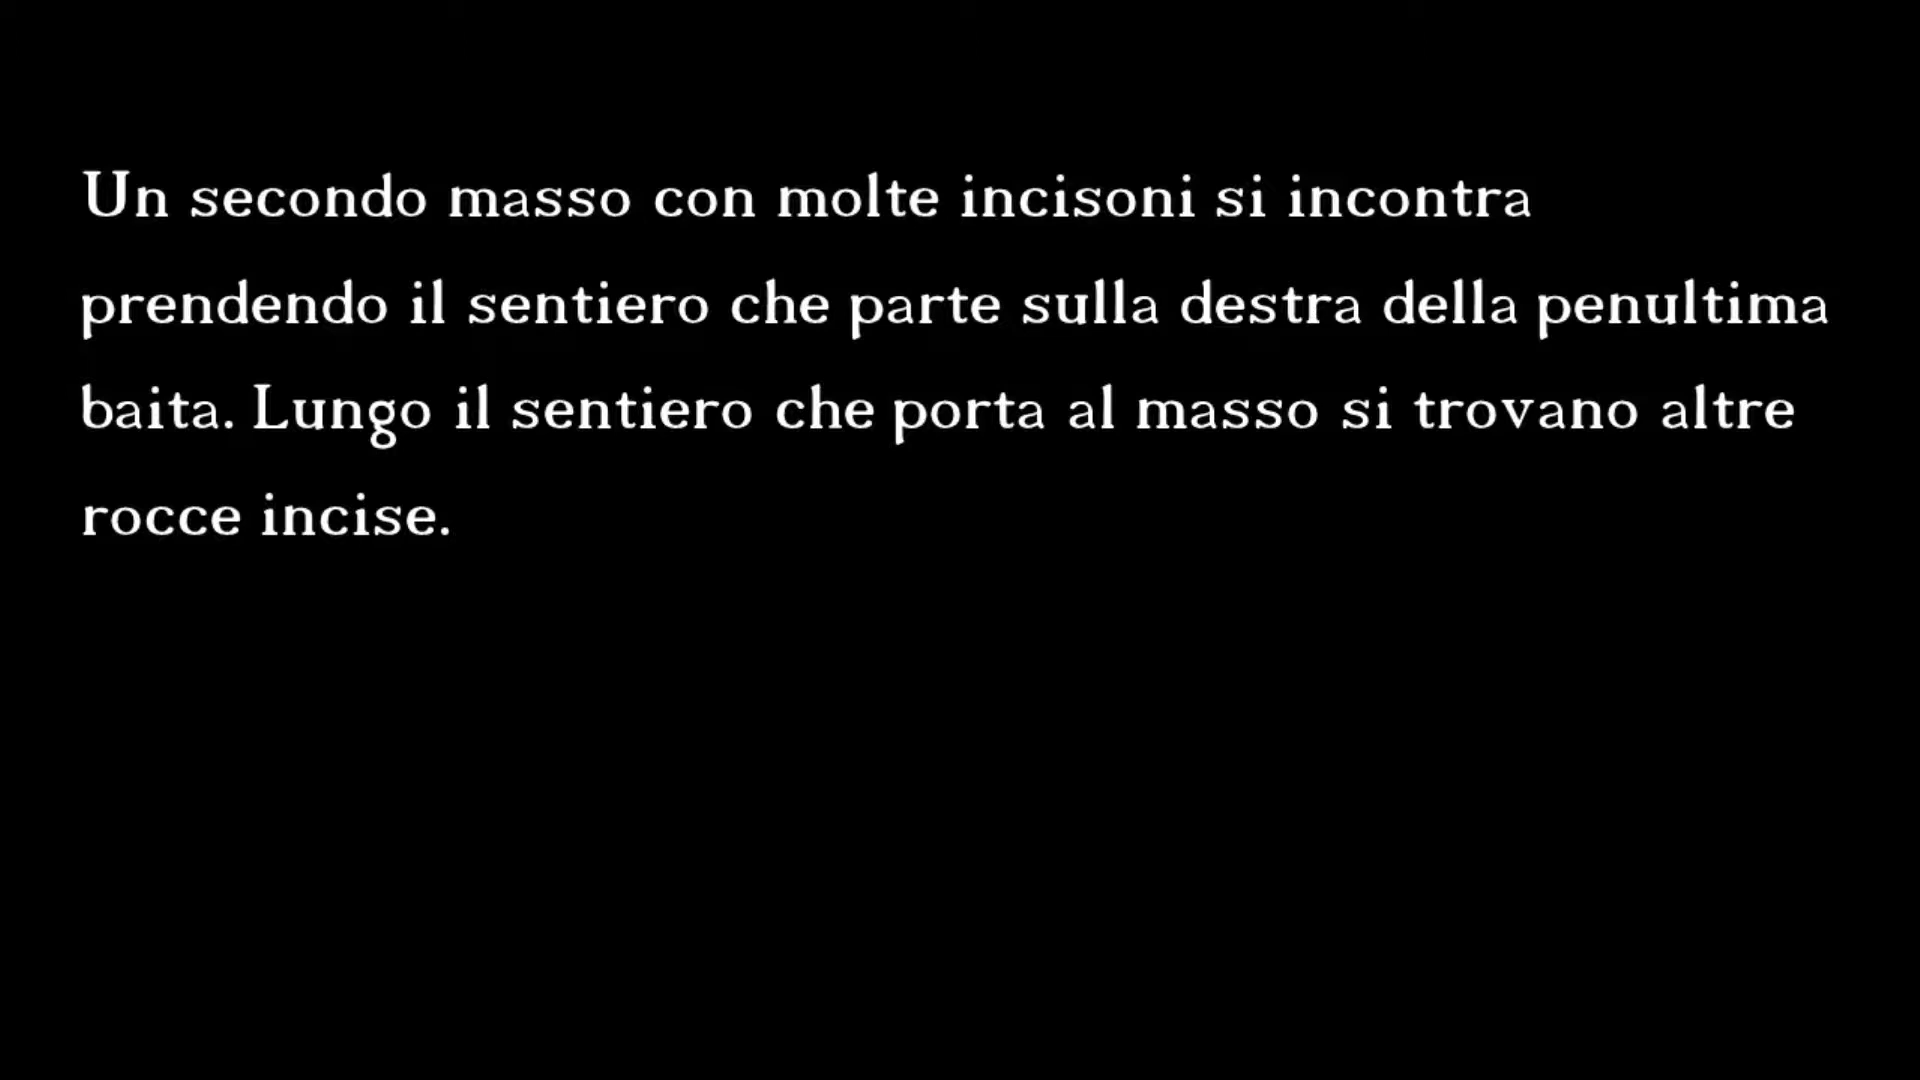 Un secondo masso con molte incisoni si incontra
prendendo il sentiero che parte sulla destra della penultima
baita. Lungo il sentiero che porta al masso si trovano altre
rocce incise.